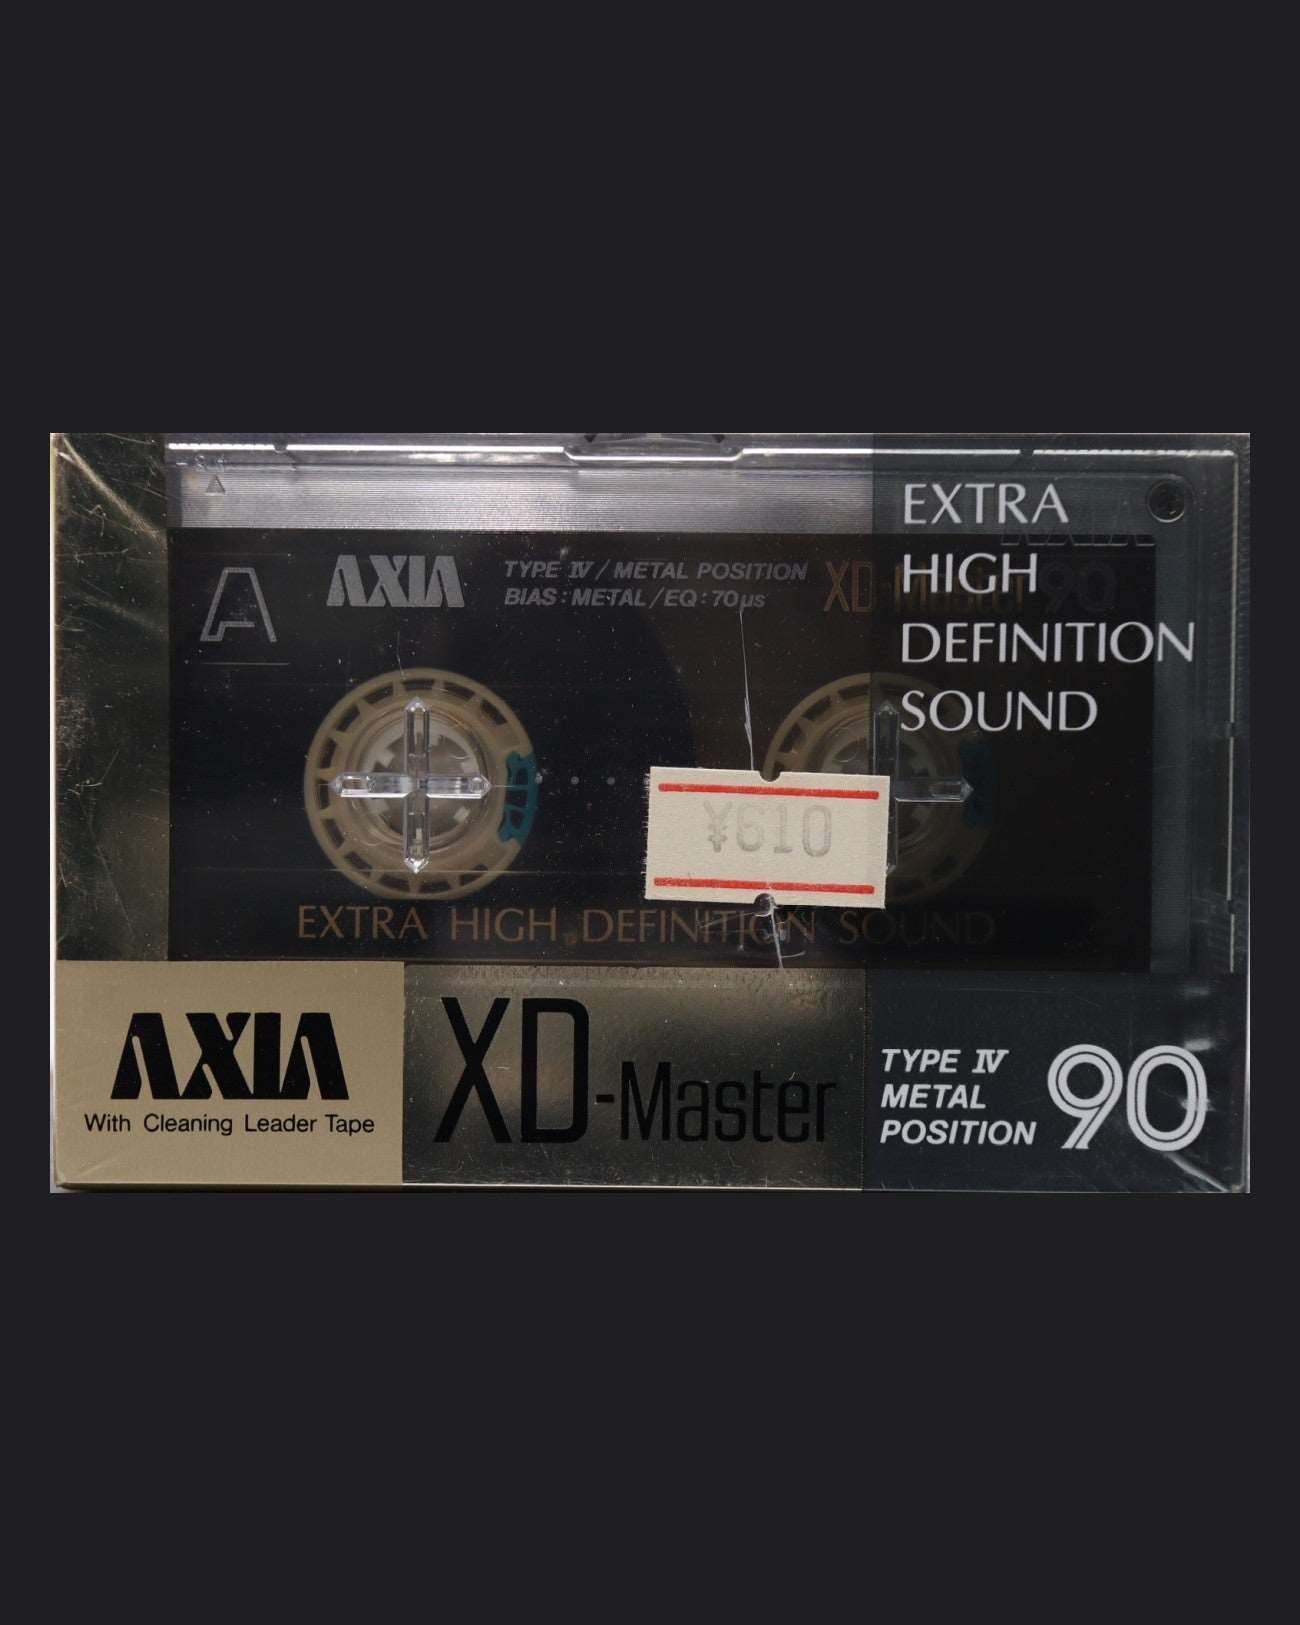 EXTRA
HIGH
DEFINITION
SOUND
A
AXIA
TYPE IV / METAL POSITION
BIAS : METAL / EQ : 70μs
XD-Master 90
¥610
EXTRA HIGH DEFINITION SOUND
AXIA
With Cleaning Leader Tape
XD-Master
TYPE IV
METAL
POSITION
90